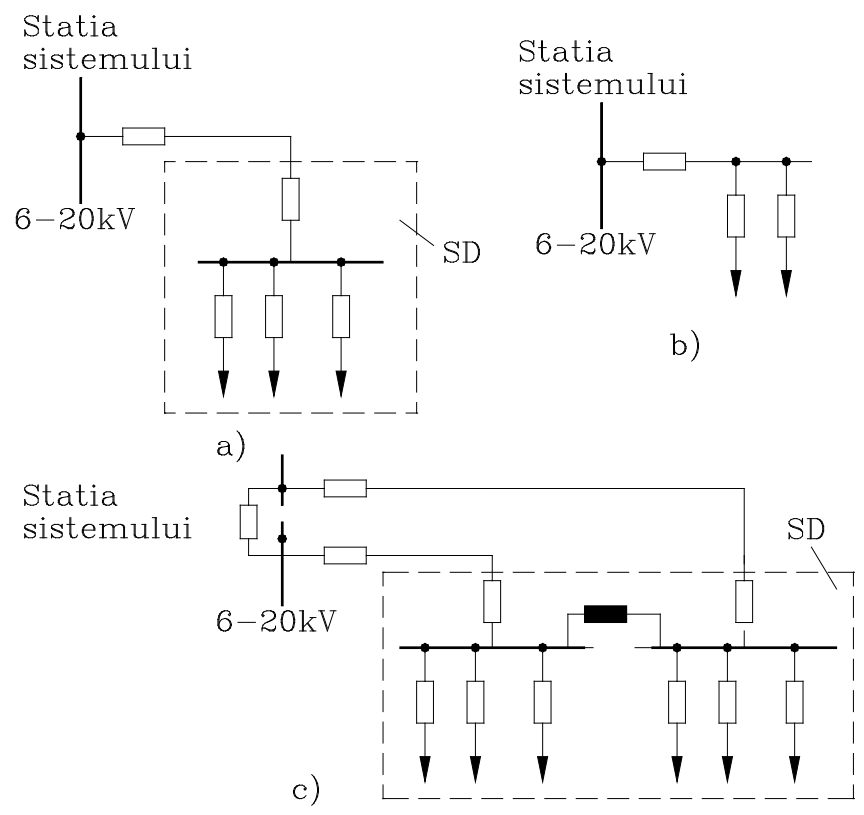 Statia
sistemului
6-20kV
SD
a)
Statia
sistemului
6-20kV
b)
Statia
sistemului
6-20kV
SD
c)